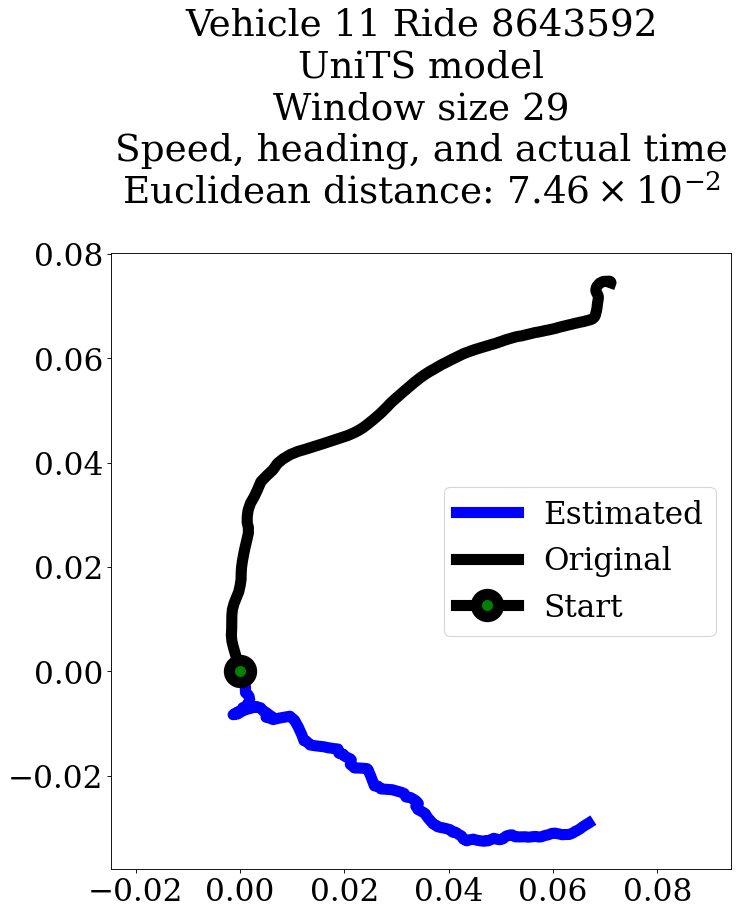 Vehicle 11 Ride 8643592
UniTS model
Window size 29
Speed, heading, and actual time
Euclidean distance: 7.46 × 10⁻²
0.08
0.06
0.04
0.02
0.00
−0.02
Estimated
Original
Start
−0.02 0.00 0.02 0.04 0.06 0.08